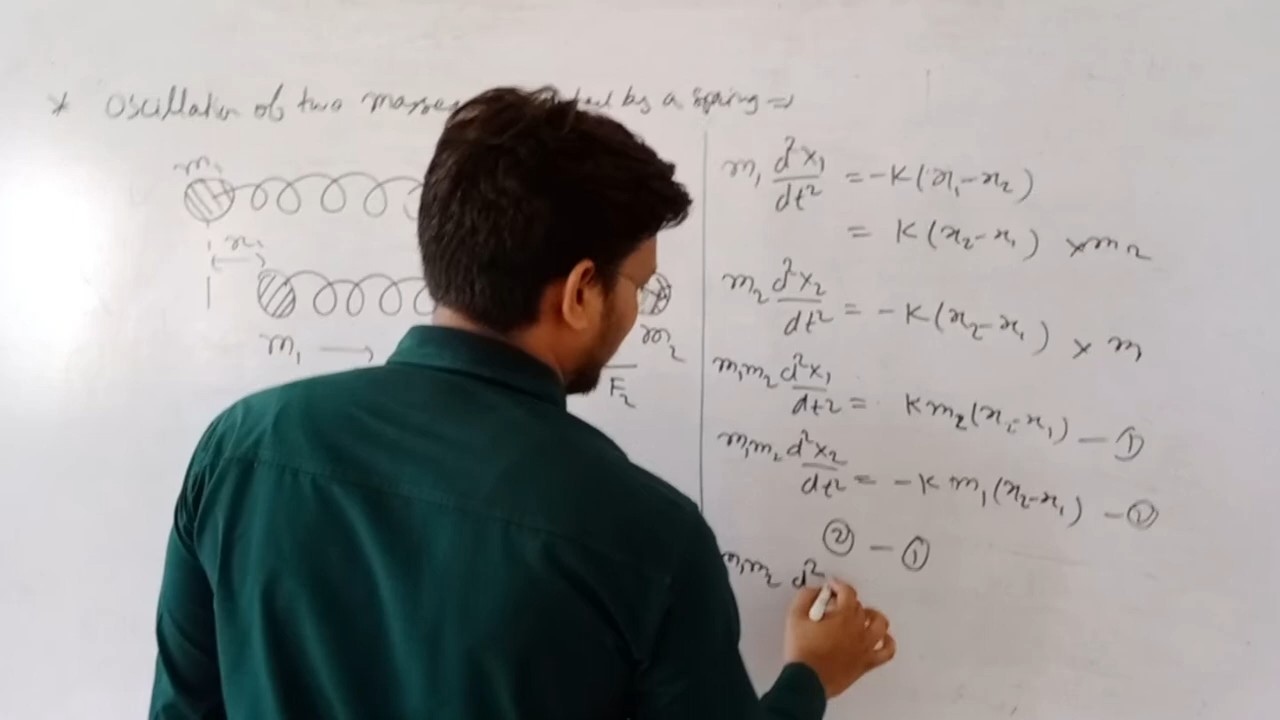 * Oscillation of two masses by a spring ⇒
m₁
x₁
m₁ →
m₂
F₂
m₁ d²x₁/dt² = -K(x₁-x₂)
= K(x₂-x₁) × m₂
m₂ d²x₂/dt² = -K(x₂-x₁) × m₁
m₁m₂ d²x₁/dt² = Km₂(x₂-x₁) — ①
m₁m₂ d²x₂/dt² = -Km₁(x₂-x₁) — ②
② — ①
m₁m₂ d²